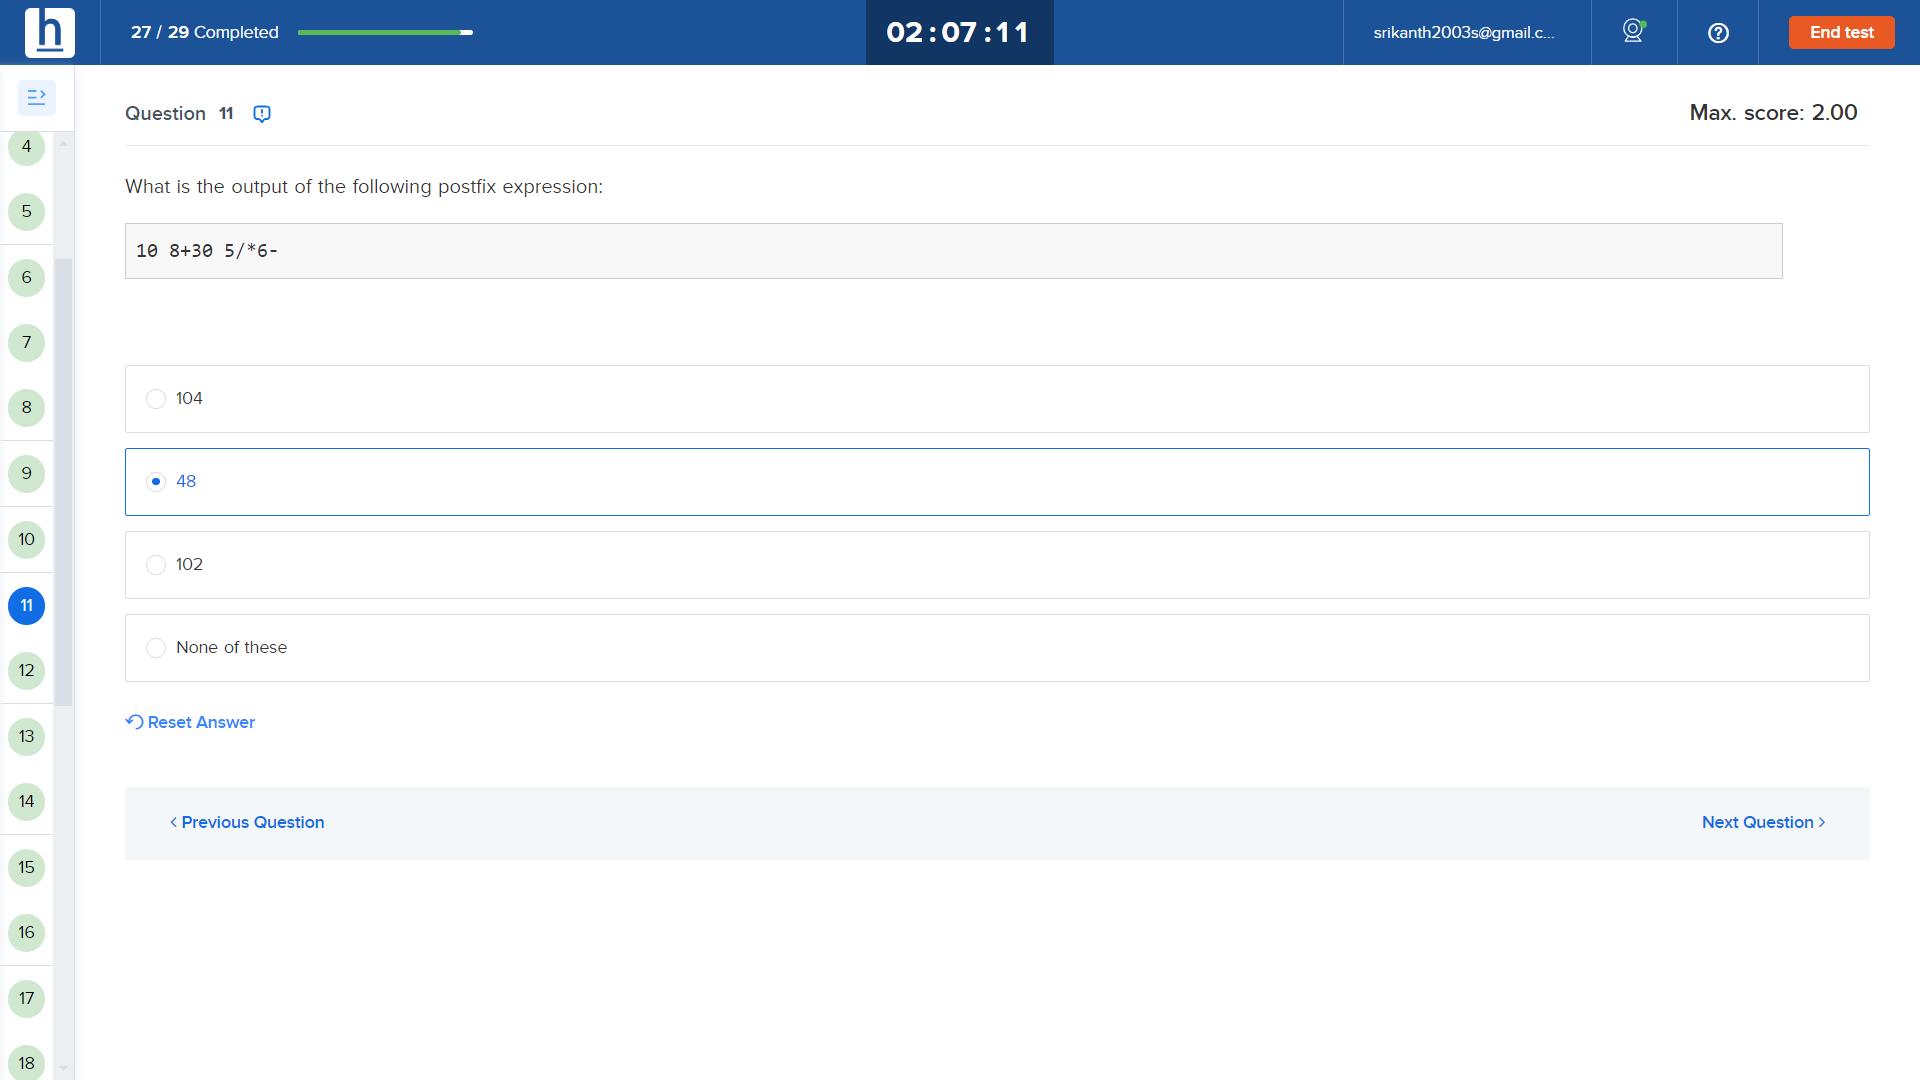 h
27 / 29 Completed
02:07:11
srikanth2003s@gmail.c...
End test
Question 11
Max. score: 2.00
What is the output of the following postfix expression:
10 8+30 5/*6-
104
48
102
None of these
Reset Answer
Previous Question
Next Question
4
5
6
7
8
9
10
11
12
13
14
15
16
17
18